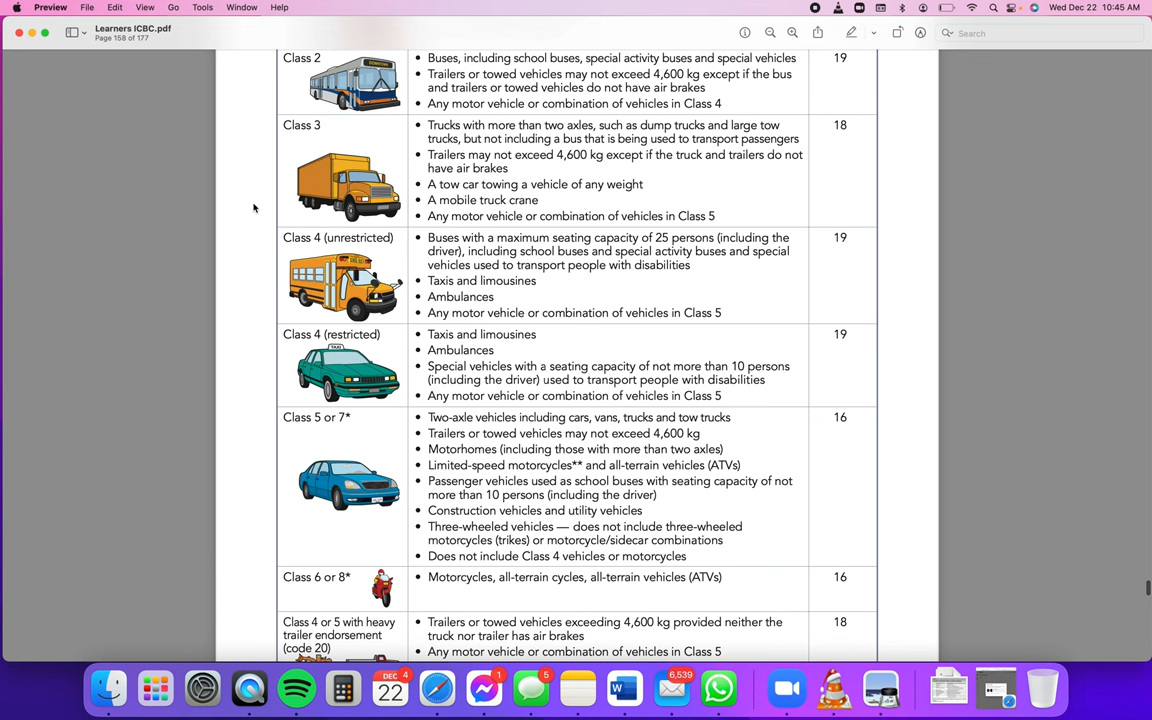 Preview File Edit View Go Tools Window Help Wed Dec 22 10:45 AM
Learners ICBC.pdf
Page 158 of 177
Search
Class 2
• Buses, including school buses, special activity buses and special vehicles
19
• Trailers or towed vehicles may not exceed 4,600 kg except if the bus
and trailers or towed vehicles do not have air brakes
• Any motor vehicle or combination of vehicles in Class 4
Class 3
• Trucks with more than two axles, such as dump trucks and large tow
18
trucks, but not including a bus that is being used to transport passengers
• Trailers may not exceed 4,600 kg except if the truck and trailers do not
have air brakes
• A tow car towing a vehicle of any weight
• A mobile truck crane
• Any motor vehicle or combination of vehicles in Class 5
Class 4 (unrestricted)
• Buses with a maximum seating capacity of 25 persons (including the
19
driver), including school buses and special activity buses and special
vehicles used to transport people with disabilities
• Taxis and limousines
• Ambulances
• Any motor vehicle or combination of vehicles in Class 5
Class 4 (restricted)
• Taxis and limousines
19
TAXI
• Ambulances
• Special vehicles with a seating capacity of not more than 10 persons
(including the driver) used to transport people with disabilities
• Any motor vehicle or combination of vehicles in Class 5
Class 5 or 7*
• Two-axle vehicles including cars, vans, trucks and tow trucks
16
• Trailers or towed vehicles may not exceed 4,600 kg
• Motorhomes (including those with more than two axles)
• Limited-speed motorcycles** and all-terrain vehicles (ATVs)
• Passenger vehicles used as school buses with seating capacity of not
more than 10 persons (including the driver)
• Construction vehicles and utility vehicles
• Three-wheeled vehicles — does not include three-wheeled
motorcycles (trikes) or motorcycle/sidecar combinations
• Does not include Class 4 vehicles or motorcycles
Class 6 or 8*
• Motorcycles, all-terrain cycles, all-terrain vehicles (ATVs)
16
Class 4 or 5 with heavy
trailer endorsement
(code 20)
• Trailers or towed vehicles exceeding 4,600 kg provided neither the
18
truck nor trailer has air brakes
• Any motor vehicle or combination of vehicles in Class 5
DEC 4
22
1
5
6,539